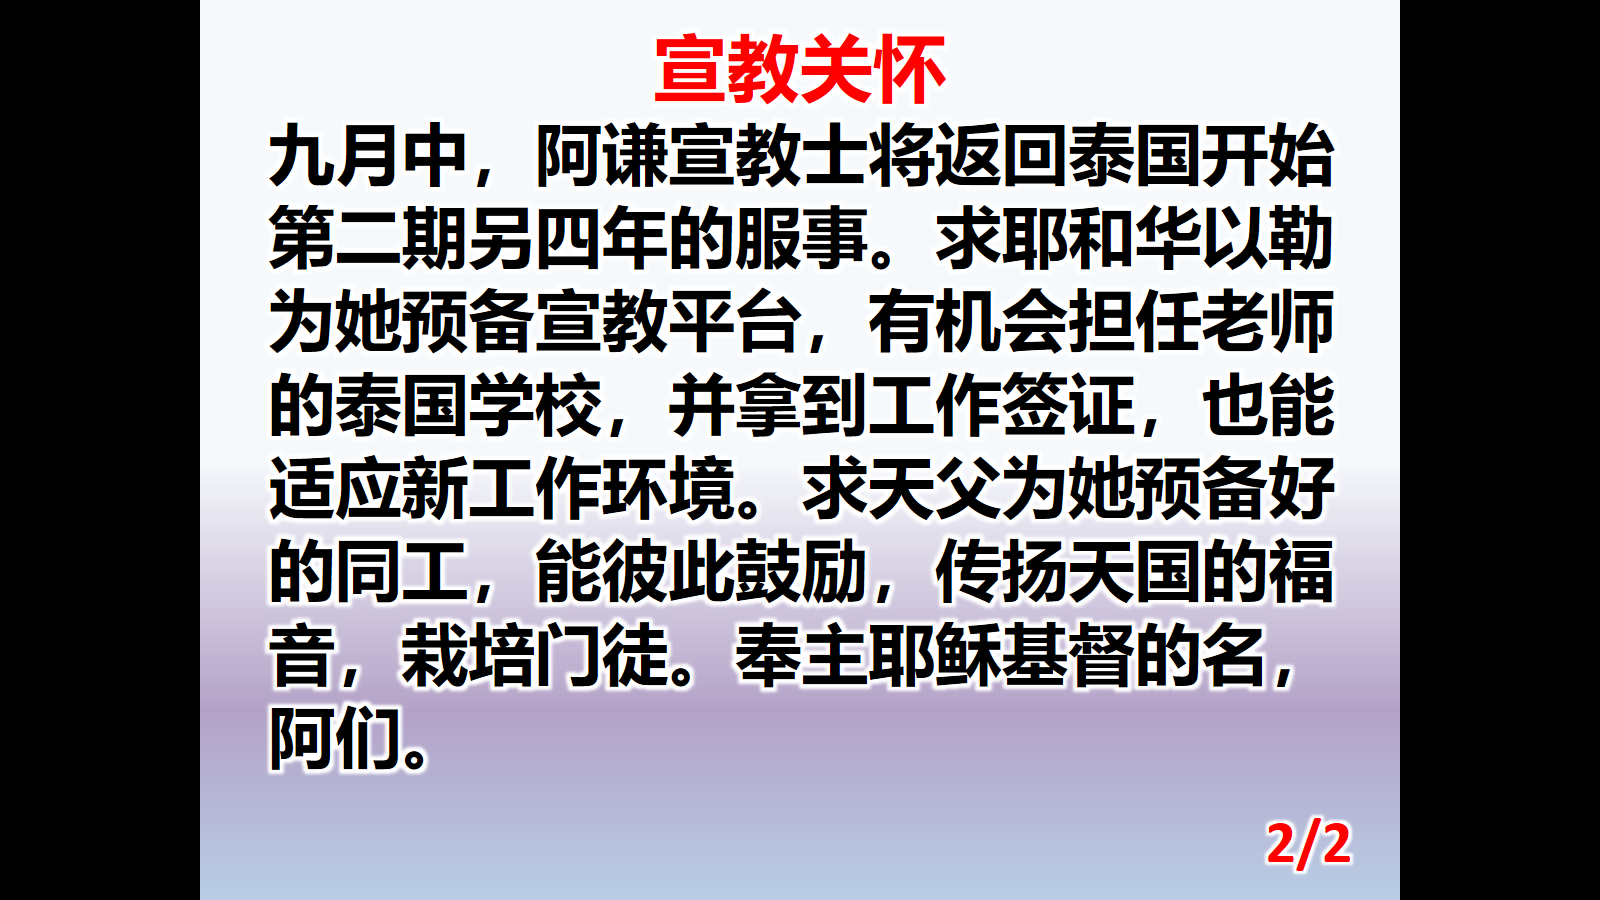 宣教关怀
九月中，阿谦宣教士将返回泰国开始
第二期另四年的服事。求耶和华以勒
为她预备宣教平台，有机会担任老师
的泰国学校，并拿到工作签证，也能
适应新工作环境。求天父为她预备好
的同工，能彼此鼓励，传扬天国的福
音，栽培门徒。奉主耶稣基督的名，
阿们。
2/2